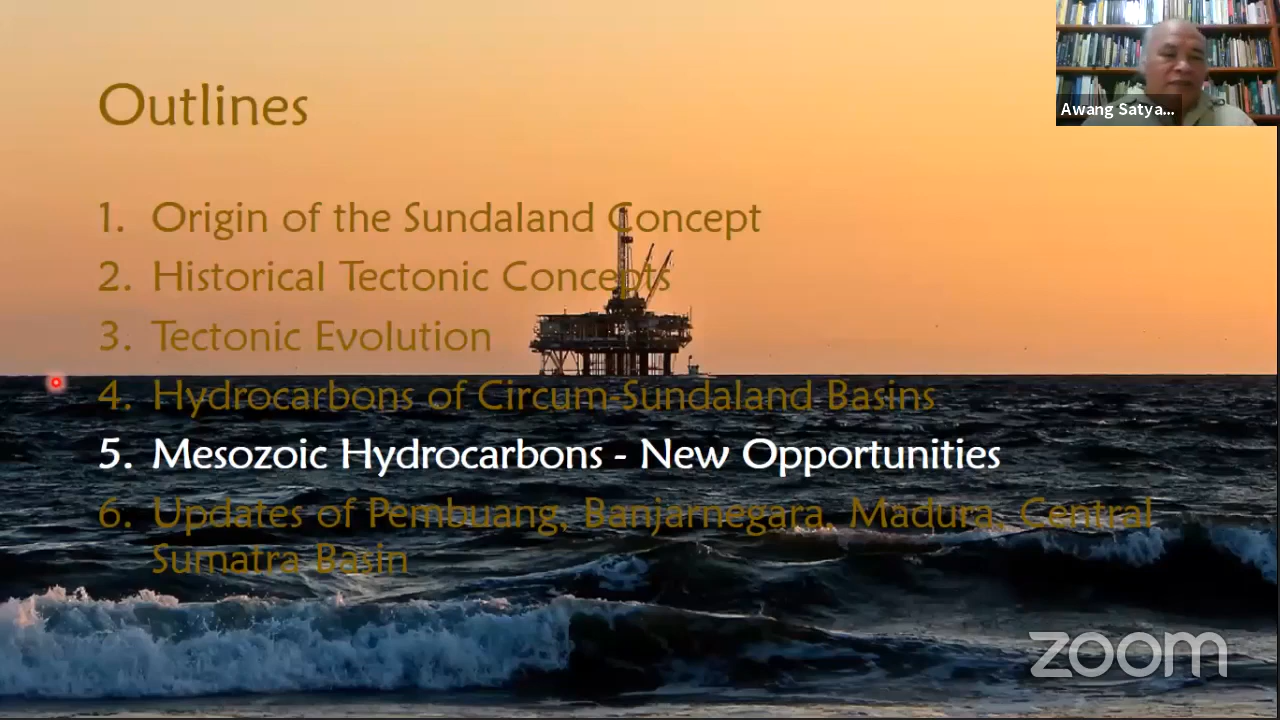 Outlines
Awang Satya...
1. Origin of the Sundaland Concept
2. Historical Tectonic Concepts
3. Tectonic Evolution
4. Hydrocarbons of Circum-Sundaland Basins
5. Mesozoic Hydrocarbons - New Opportunities
6. Updates of Pembuang, Banjarnegara, Madura, Central
Sumatra Basin
zoom